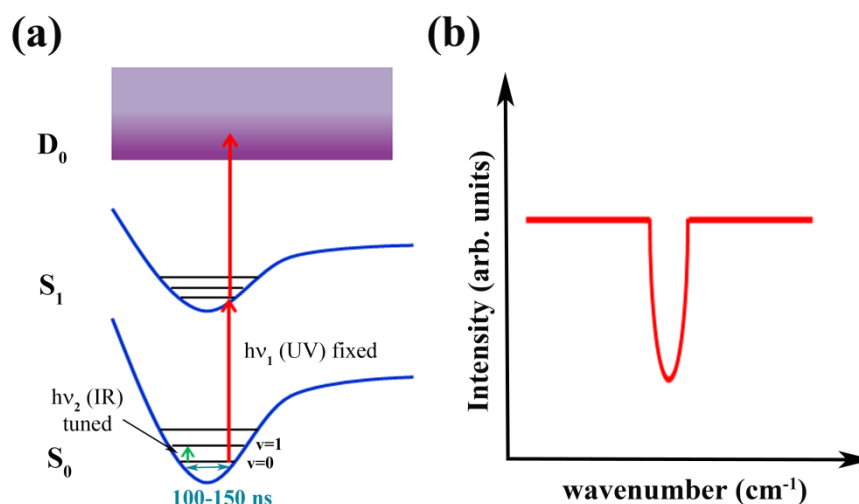 (a)
D₀
S₁
hν₁ (UV) fixed
hν₂ (IR)
tuned
v=1
v=0
S₀
100-150 ns
(b)
Intensity (arb. units)
wavenumber (cm⁻¹)